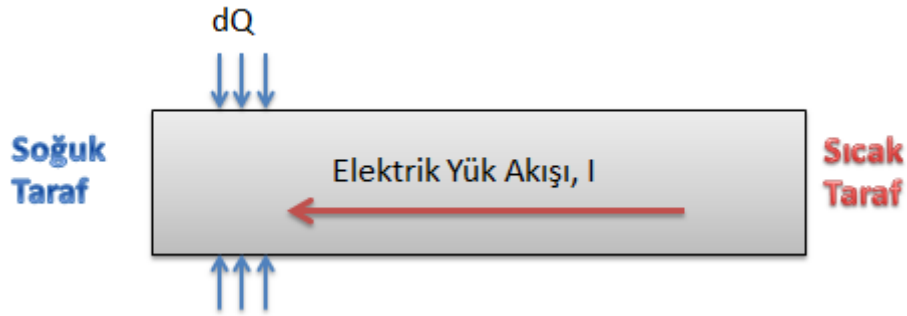 dQ
Soğuk
Taraf
Elektrik Yük Akışı, I
Sıcak
Taraf